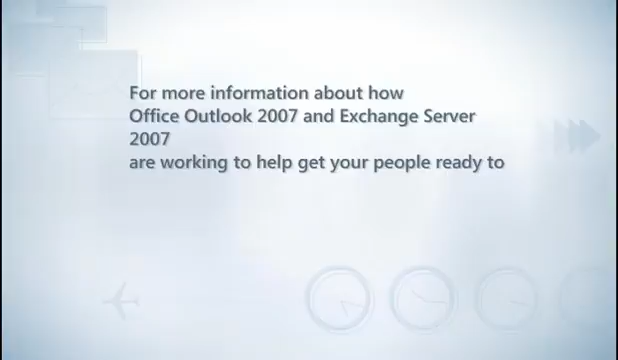 For more information about how
Office Outlook 2007 and Exchange Server
2007
are working to help get your people ready to